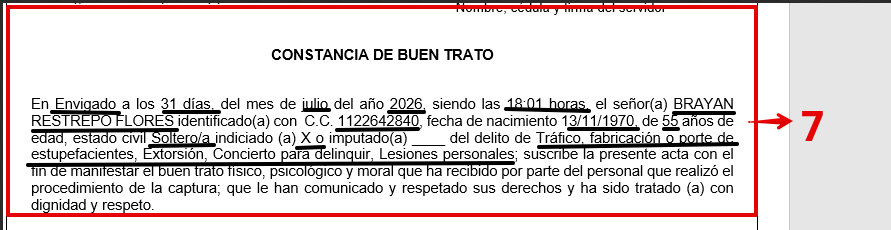 Nombre, cédula y firma del servidor
CONSTANCIA DE BUEN TRATO
En Envigado a los 31 días, del mes de julio del año 2026, siendo las 18:01 horas, el señor(a) BRAYAN
RESTREPO FLORES identificado(a) con C.C. 1122642840, fecha de nacimiento 13/11/1970, de 55 años de
edad, estado civil Soltero/a indiciado (a) X o imputado(a) ____ del delito de Tráfico, fabricación o porte de
estupefacientes, Extorsión, Concierto para delinquir, Lesiones personales; suscribe la presente acta con el
fin de manifestar el buen trato físico, psicológico y moral que ha recibido por parte del personal que realizó el
procedimiento de la captura; que le han comunicado y respetado sus derechos y ha sido tratado (a) con
dignidad y respeto.
7